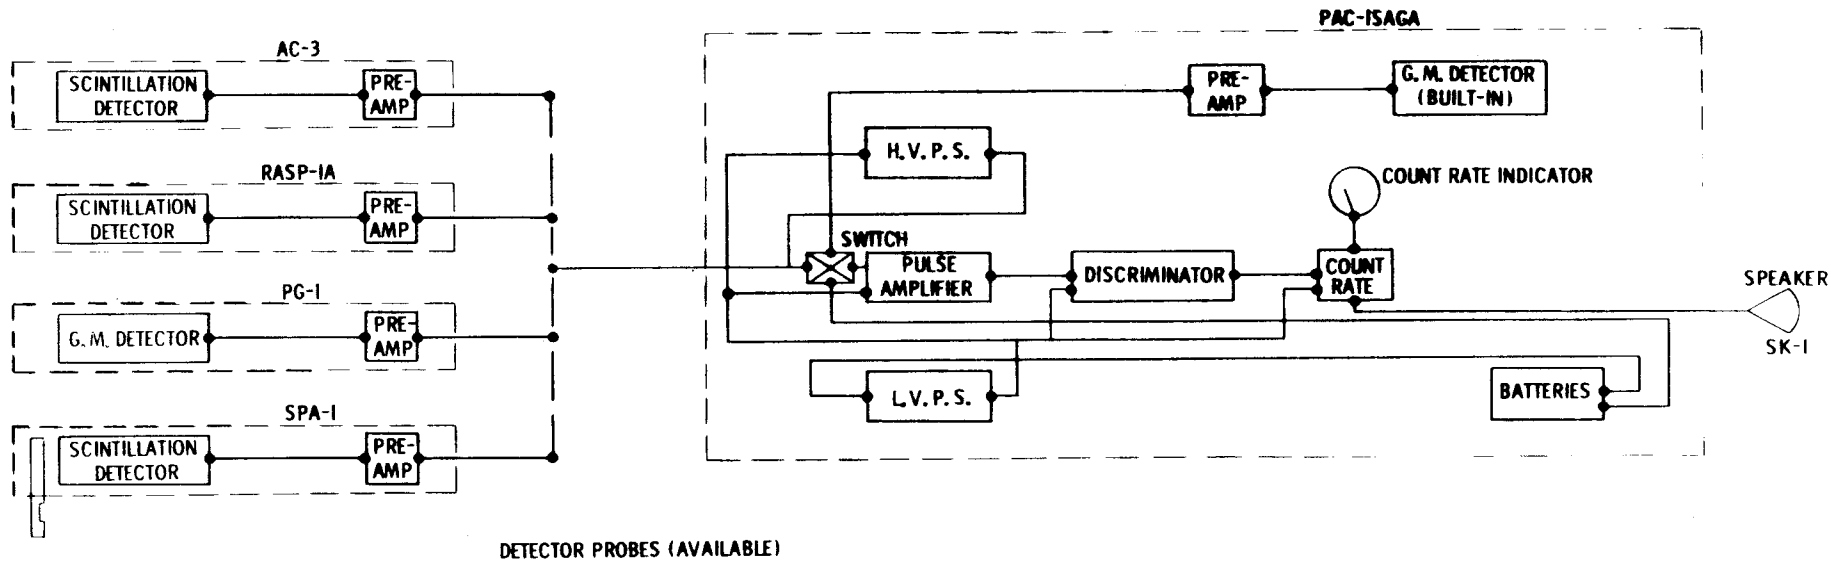 PAC-1SAGA
AC-3
SCINTILLATION
DETECTOR
PRE-
AMP
RASP-1A
SCINTILLATION
DETECTOR
PRE-
AMP
PG-1
G.M. DETECTOR
PRE-
AMP
SPA-1
SCINTILLATION
DETECTOR
PRE-
AMP
DETECTOR PROBES (AVAILABLE)
PRE-
AMP
G.M. DETECTOR
(BUILT-IN)
H.V.P.S.
COUNT RATE INDICATOR
SWITCH
PULSE
AMPLIFIER
DISCRIMINATOR
COUNT
RATE
SPEAKER
SK-1
L.V.P.S.
BATTERIES